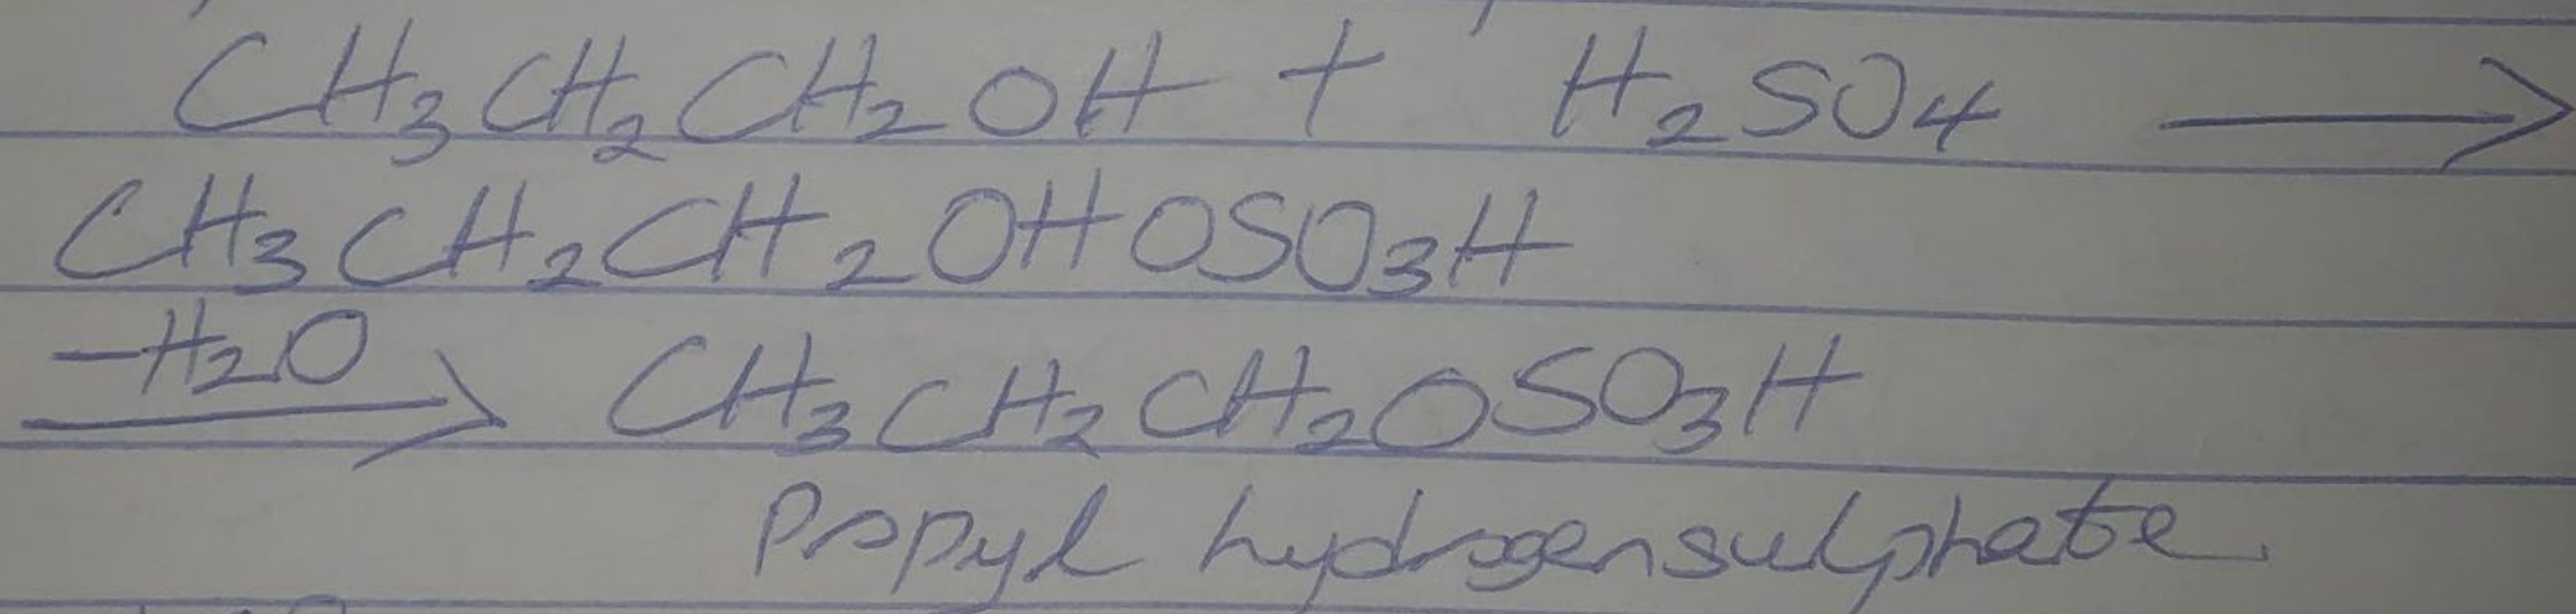 CH₃CH₂CH₂OH + H₂SO₄ ⟶
CH₃CH₂CH₂OHOSO₃H
–H₂O ⟶ CH₃CH₂CH₂OSO₃H
Propyl hydrogensulphate